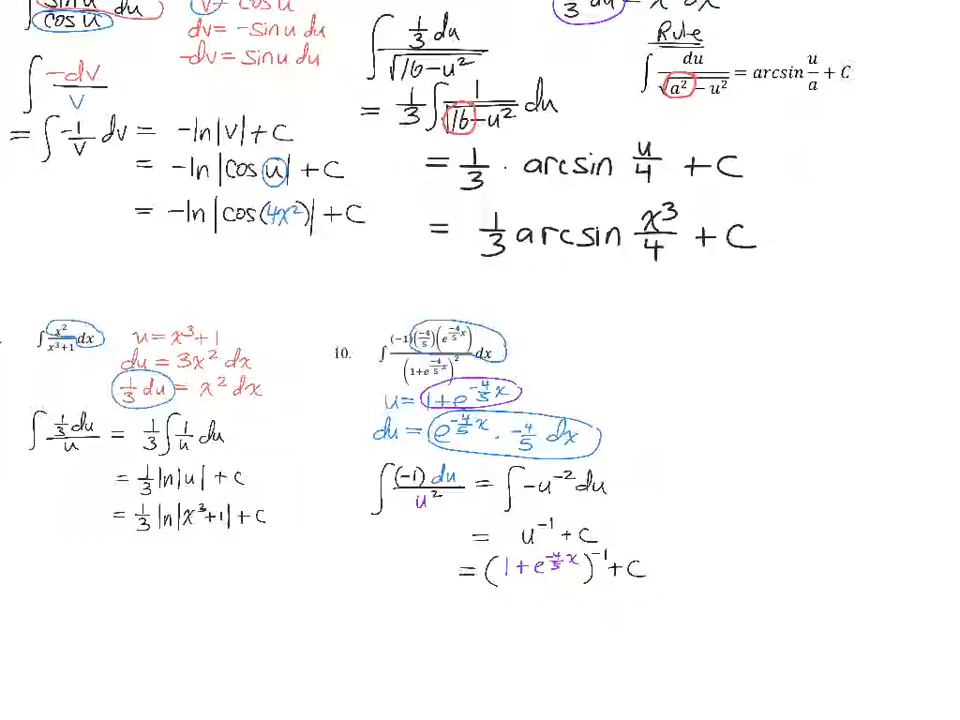 cos u du
v = cos u
dv = -sin u du
-dv = sin u du
∫ -dv/v
= ∫ -1/v dv = -ln|v| + C
= -ln|cos u| + C
= -ln|cos(4x²)| + C
∫ ⅓du/√(16-u²)
= ⅓ ∫ 1/√(16-u²) du
= ⅓ · arcsin u/4 + C
= ⅓ arcsin x³/4 + C
Rule
∫ du/√(a²-u²) = arcsin u/a + C
∫ x²/(x³+1) dx
u = x³+1
du = 3x² dx
⅓ du = x² dx
∫ ⅓du/u = ⅓ ∫ 1/u du
= ⅓ ln|u| + C
= ⅓ ln|x³+1| + C
10. ∫ (-1)(-4/5)(e^(-4/5 x))/(1+e^(-4/5 x))² dx
u = 1+e^(-4/5 x)
du = e^(-4/5 x) · -4/5 dx
∫ (-1) du/u² = ∫ -u⁻² du
= u⁻¹ + C
= (1+e^(-4/5 x))⁻¹ + C